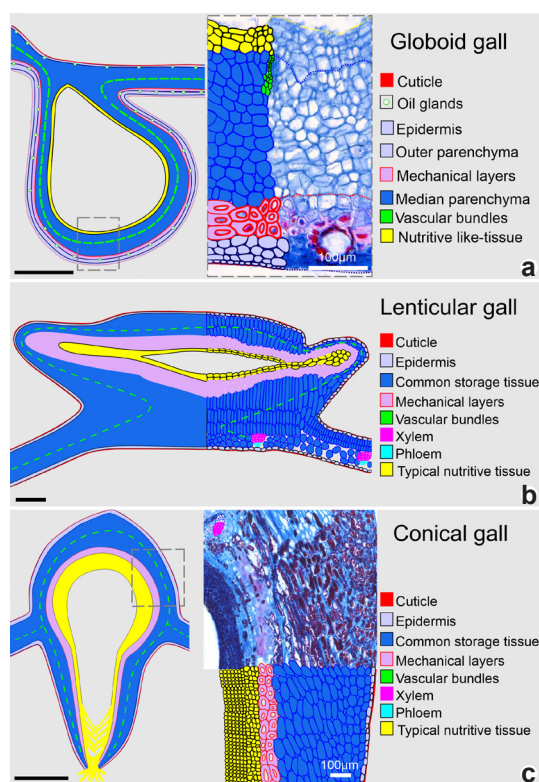 Globoid gall
Cuticle
Oil glands
Epidermis
Outer parenchyma
Mechanical layers
Median parenchyma
Vascular bundles
Nutritive like-tissue
100µm
a
Lenticular gall
Cuticle
Epidermis
Common storage tissue
Mechanical layers
Vascular bundles
Xylem
Phloem
Typical nutritive tissue
b
Conical gall
Cuticle
Epidermis
Common storage tissue
Mechanical layers
Vascular bundles
Xylem
Phloem
Typical nutritive tissue
100µm
c